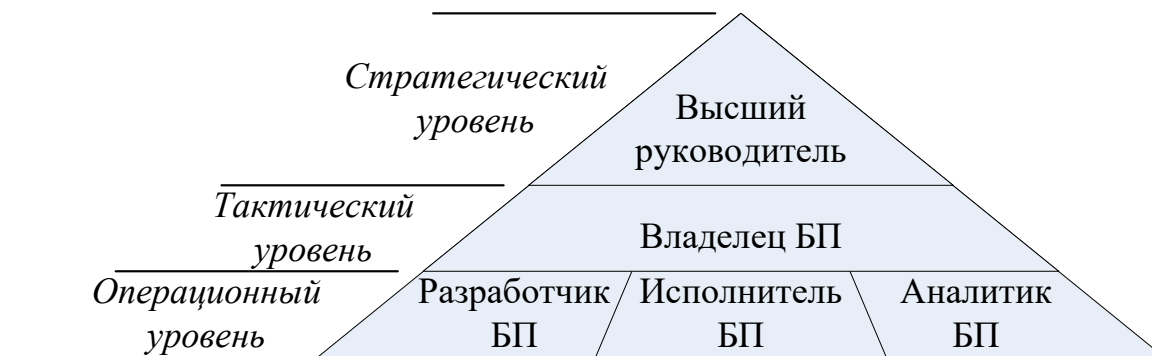 Стратегический
уровень
Высший
руководитель
Тактический
уровень
Владелец БП
Операционный
уровень
Разработчик
БП
Исполнитель
БП
Аналитик
БП